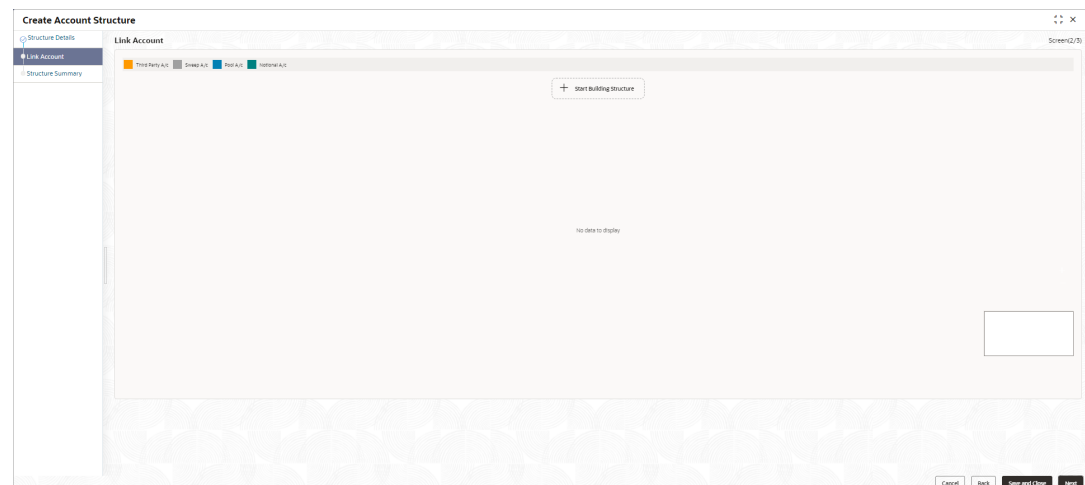 Create Account Structure
Structure Details
Link Account
Structure Summary
Link Account
Screen(2/3)
Third Party A/c Sweep A/c Pool A/c Notional A/c
+ Start Building Structure
No data to display
Cancel Back Save and Close Next